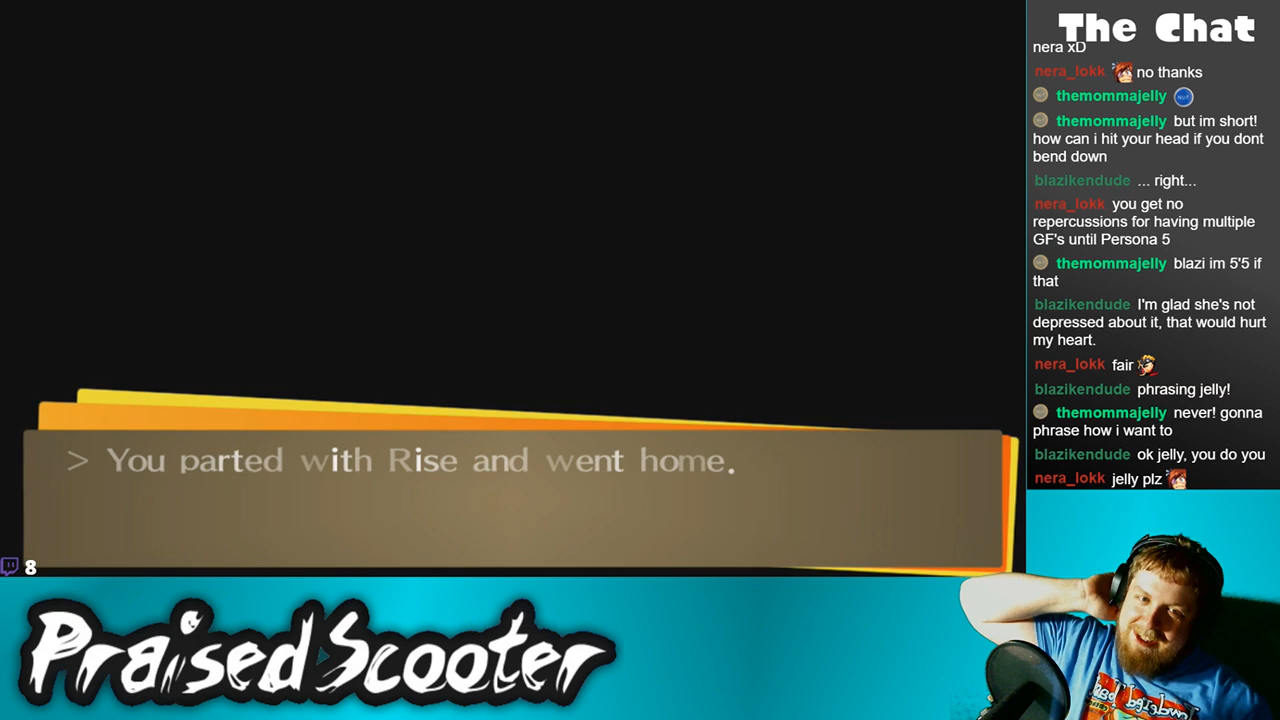 > You parted with Rise and went home.
8
PraisedScooter
The Chat
nera xD
nera_lokk no thanks
themommajelly
themommajelly but im short!
how can i hit your head if you dont
bend down
blazikendude ... right...
nera_lokk you get no
repercussions for having multiple
GF's until Persona 5
themommajelly blazi im 5'5 if
that
blazikendude I'm glad she's not
depressed about it, that would hurt
my heart.
nera_lokk fair
blazikendude phrasing jelly!
themommajelly never! gonna
phrase how i want to
blazikendude ok jelly, you do you
nera_lokk jelly plz